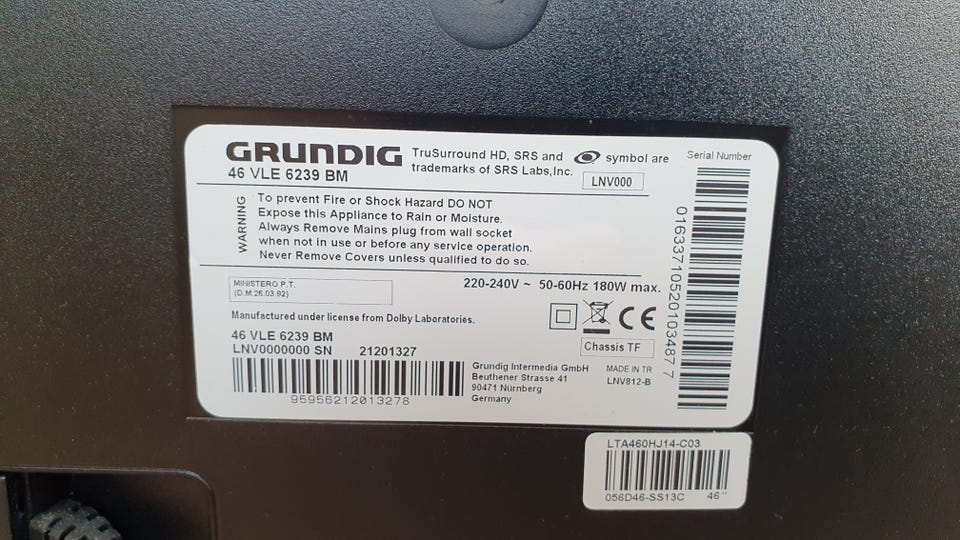 GRUNDIG
46 VLE 6239 BM
TruSurround HD, SRS and symbol are
trademarks of SRS Labs,Inc.
LNV000
Serial Number
0163371052010348 7 7
WARNING
To prevent Fire or Shock Hazard DO NOT
Expose this Appliance to Rain or Moisture.
Always Remove Mains plug from wall socket
when not in use or before any service operation.
Never Remove Covers unless qualified to do so.
MINISTERO P.T.
(D.M.26.03.92)
220-240V ~ 50-60Hz 180W max.
Manufactured under license from Dolby Laboratories.
CE
Chassis TF
46 VLE 6239 BM
LNV0000000 SN 21201327
95956212013278
Grundig Intermedia GmbH
Beuthener Strasse 41
90471 Nürnberg
Germany
MADE IN TR
LNV812-B
LTA460HJ14-C03
056D46-SS13C 46"